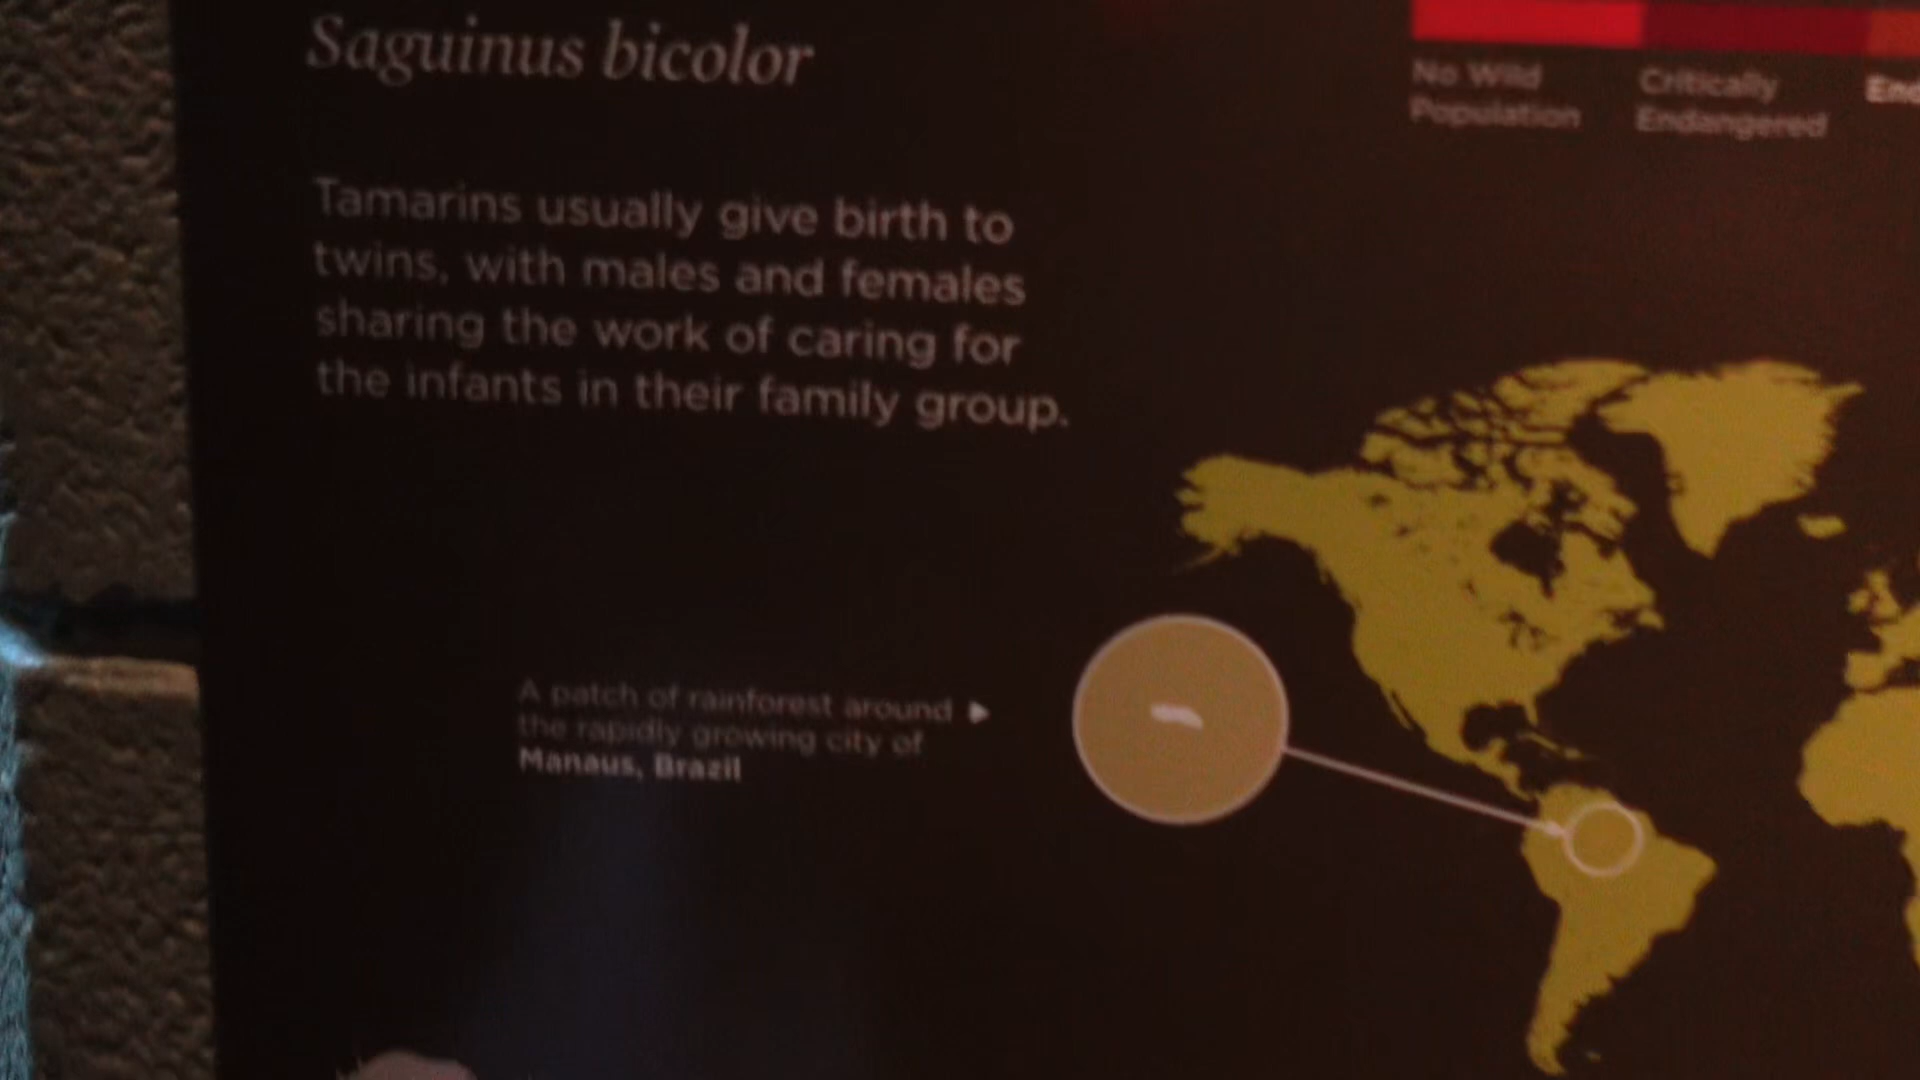 Saguinus bicolor
No Wild
Population
Critically
Endangered
End
Tamarins usually give birth to
twins, with males and females
sharing the work of caring for
the infants in their family group.
A patch of rainforest around
the rapidly growing city of
Manaus, Brazil